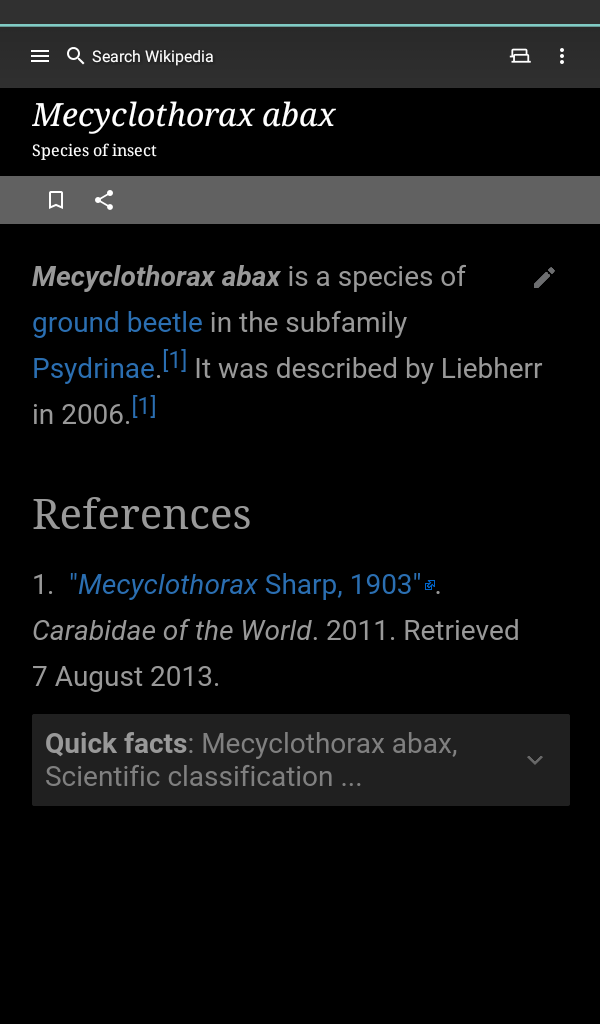 Search Wikipedia
Mecyclothorax abax
Species of insect
Mecyclothorax abax is a species of
ground beetle in the subfamily
Psydrinae.[1] It was described by Liebherr
in 2006.[1]
References
1. "Mecyclothorax Sharp, 1903".
Carabidae of the World. 2011. Retrieved
7 August 2013.
Quick facts: Mecyclothorax abax,
Scientific classification ...